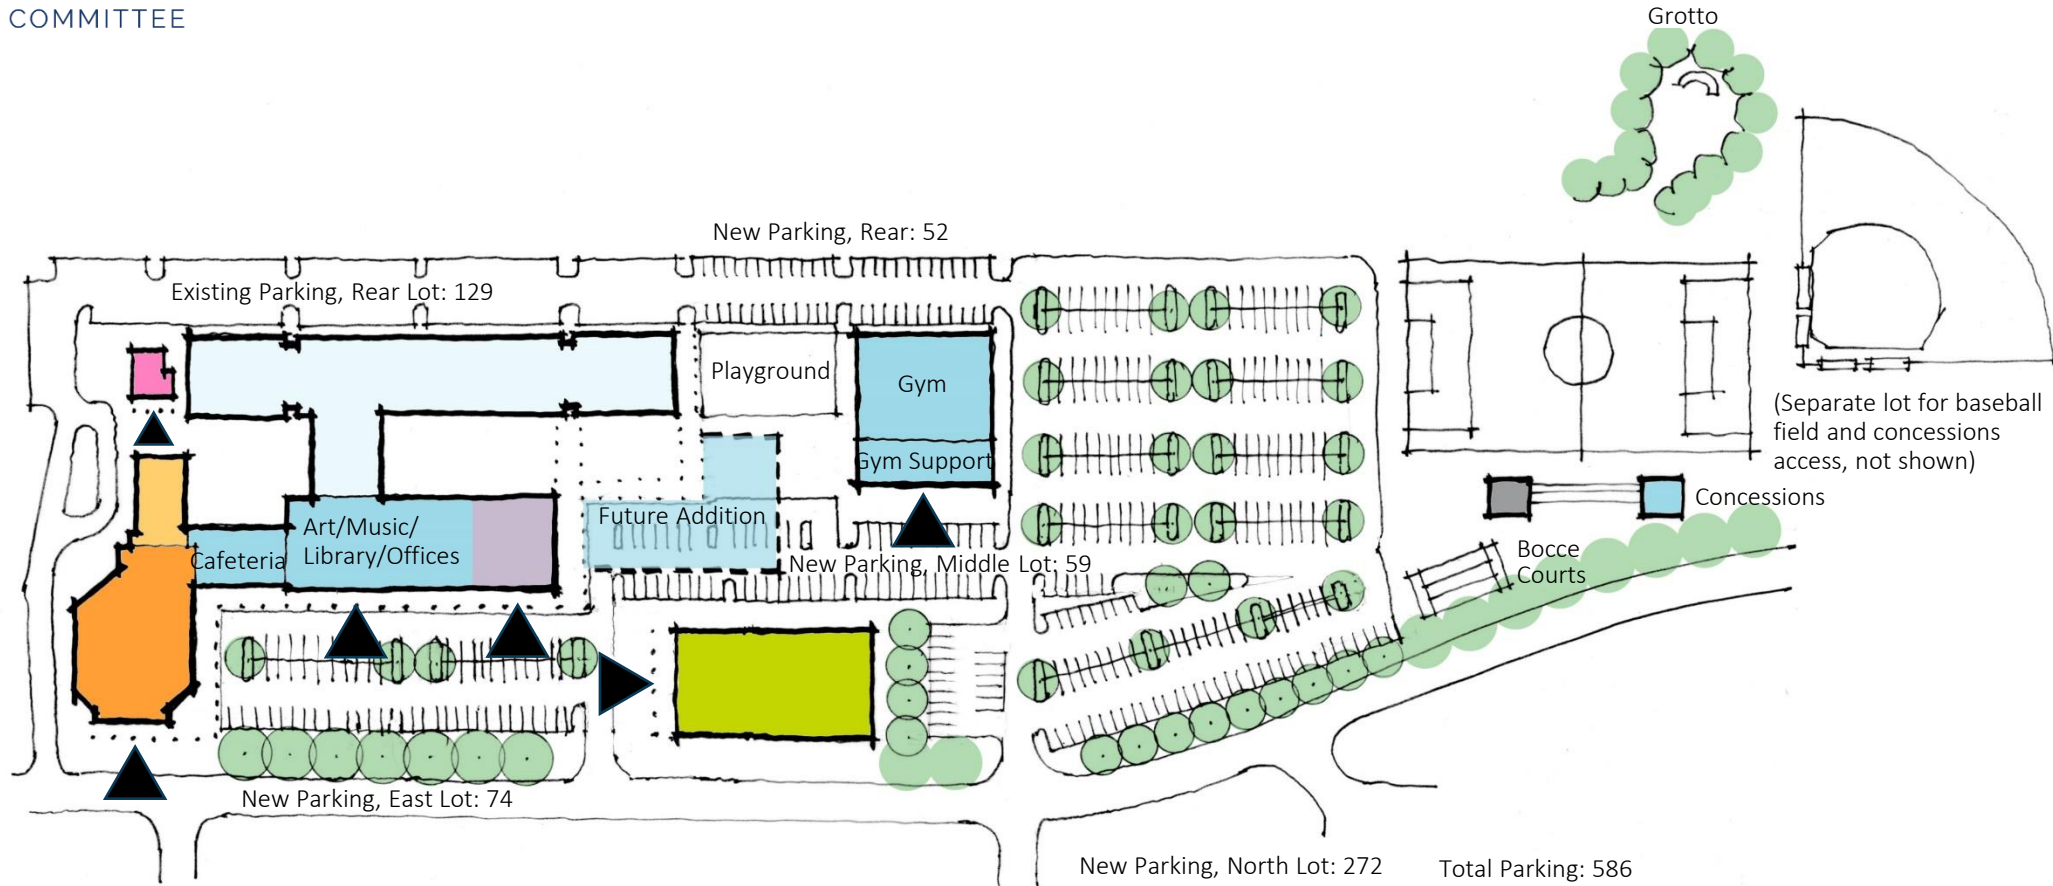 COMMITTEE
Grotto
New Parking, Rear: 52
Existing Parking, Rear Lot: 129
Playground
Gym
Gym Support
(Separate lot for baseball
field and concessions
access, not shown)
Concessions
Art/Music/
Library/Offices
Cafeteria
Future Addition
New Parking, Middle Lot: 59
Bocce
Courts
New Parking, East Lot: 74
New Parking, North Lot: 272
Total Parking: 586